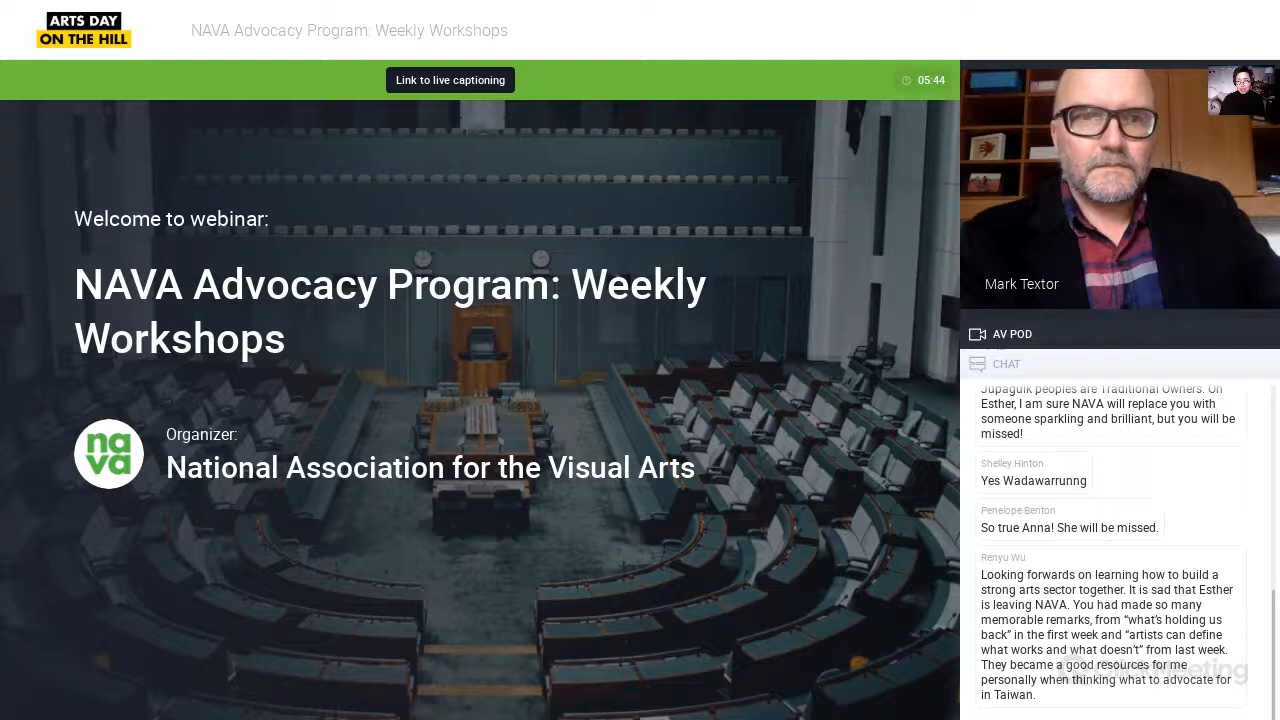 ARTS DAY
ON THE HILL
NAVA Advocacy Program: Weekly Workshops
Link to live captioning
05:44
Welcome to webinar:
NAVA Advocacy Program: Weekly
Workshops
na
va
Organizer:
National Association for the Visual Arts
Mark Textor
AV POD
CHAT
Jupagulk peoples are Traditional Owners. Oh
Esther, I am sure NAVA will replace you with
someone sparkling and brilliant, but you will be
missed!
Shelley Hinton
Yes Wadawarrunng
Penelope Benton
So true Anna! She will be missed.
Renyu Wu
Looking forwards on learning how to build a
strong arts sector together. It is sad that Esther
is leaving NAVA. You had made so many
memorable remarks, from “what's holding us
back” in the first week and “artists can define
what works and what doesn't” from last week.
They became a good resources for me
personally when thinking what to advocate for
in Taiwan.